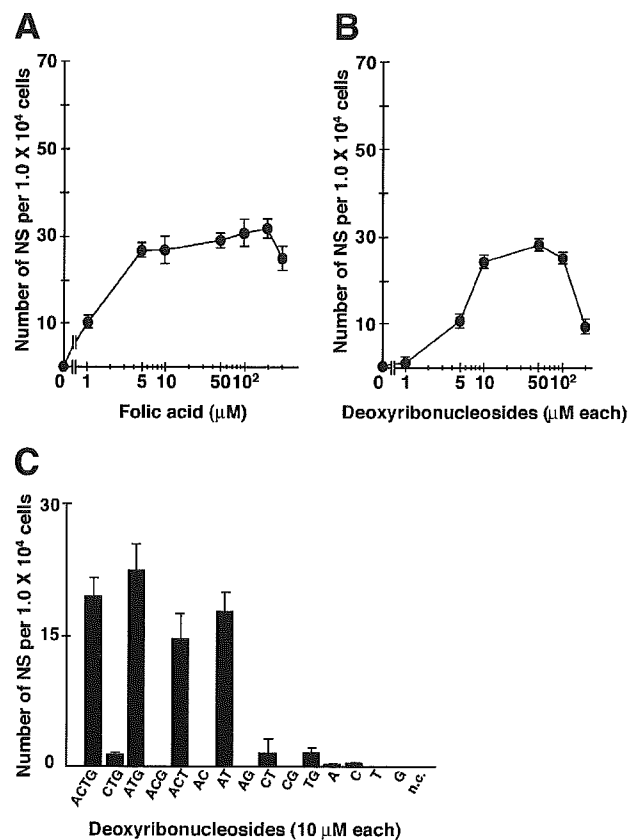 A
Number of NS per 1.0 X 10⁴ cells
70
50
30
10
0 1 5 10 50 10²
Folic acid (μM)
B
Number of NS per 1.0 X 10⁴ cells
70
50
30
10
0 1 5 10 50 10²
Deoxyribonucleosides (μM each)
C
Number of NS per 1.0 X 10⁴ cells
30
15
0
ACTG CTG ATG ACG ACT AC AT AG CT CG TG A C T G n.c.
Deoxyribonucleosides (10 μM each)